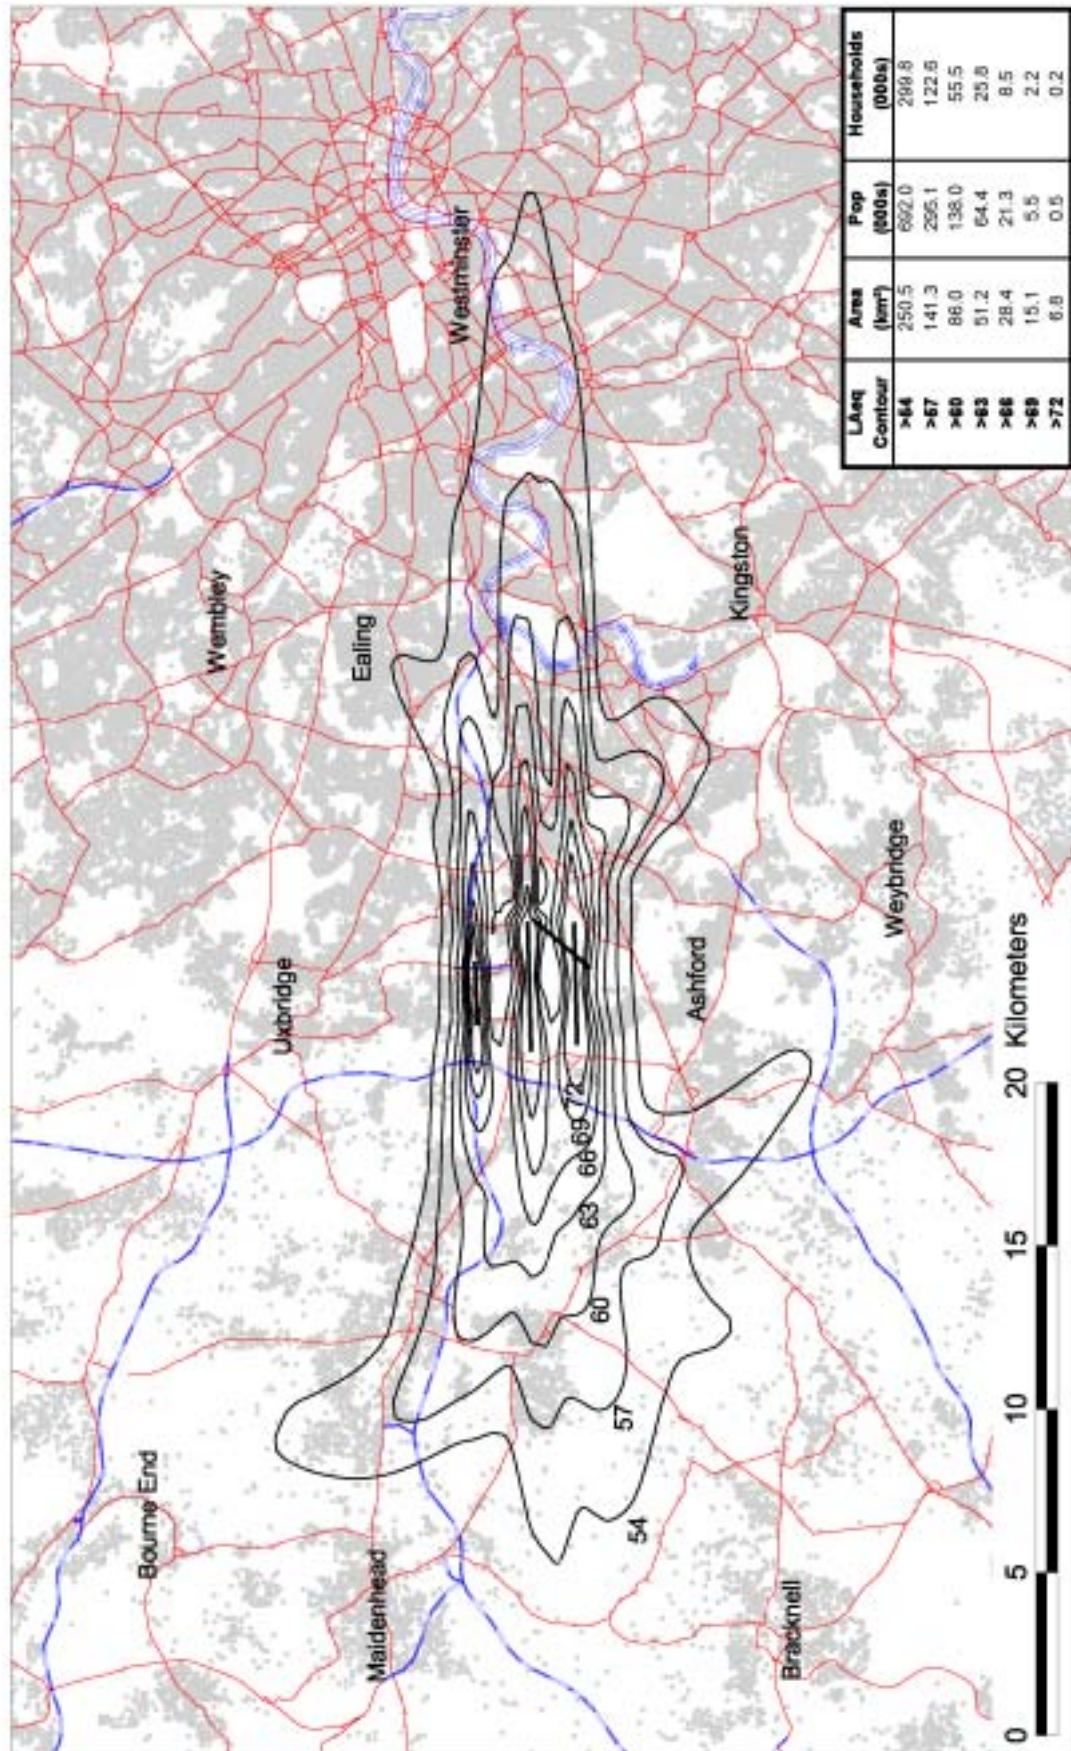 Bourne End
Uxbridge
Wembley
Maidenhead
Ealing
Westminster
54
57
60
63
66
69
72
Bracknell
Ashford
Kingston
Weybridge
0 5 10 15 20 Kilometers
LAeq Contour Area (km²) Pop (000s) Households (000s)
>54 250.5 692.0 299.8
>57 141.3 295.1 122.6
>60 86.0 138.0 55.5
>63 51.2 64.4 25.8
>66 28.4 21.3 8.5
>69 15.1 5.5 2.2
>72 6.8 0.5 0.2